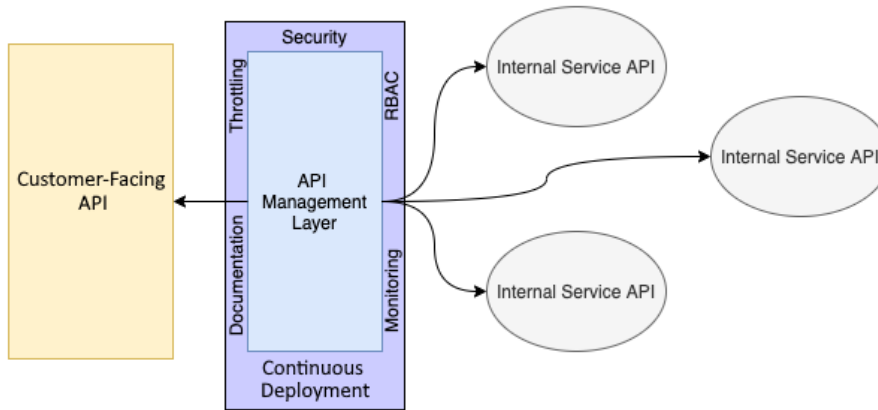 Security
Throttling
RBAC
Internal Service API
Internal Service API
Customer-Facing
API
API
Management
Layer
Documentation
Monitoring
Internal Service API
Continuous
Deployment